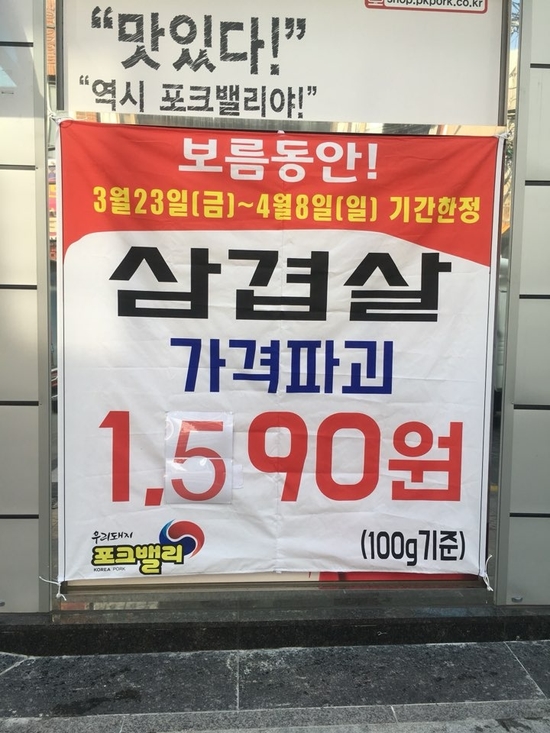 shop.pkpork.co.kr
“맛있다!”
“역시 포크밸리야!”
보름동안!
3월23일(금)~4월8일(일) 기간한정
삼겹살
가격파괴
1,590원
(100g기준)
우리돼지
포크밸리
KOREA PORK